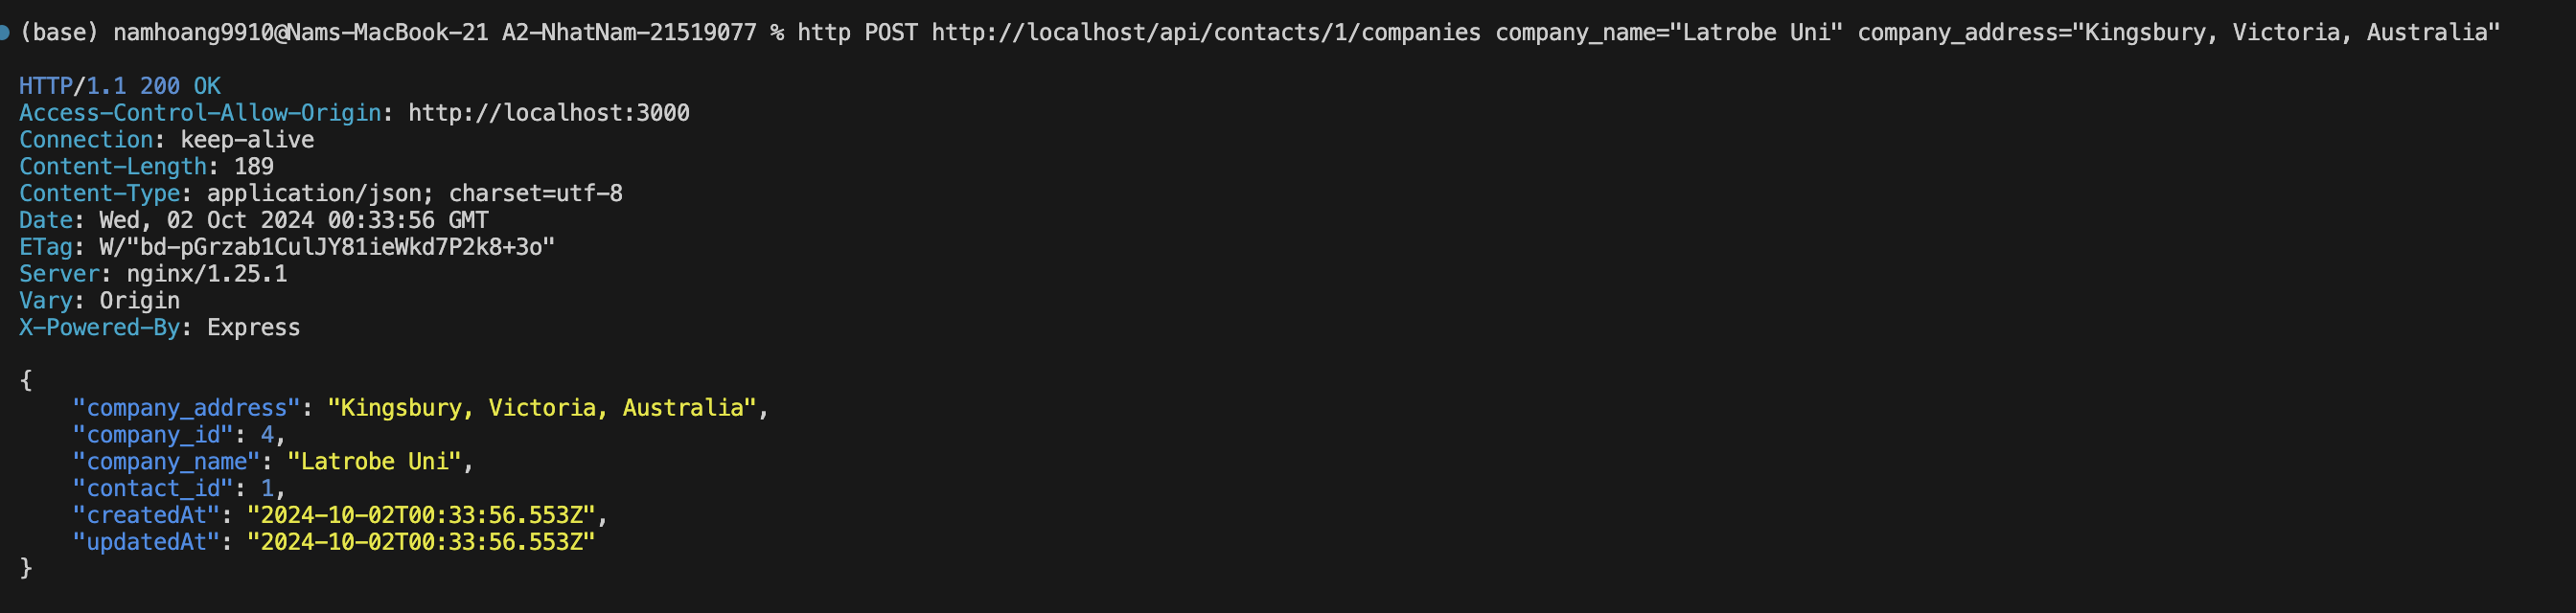 (base) namhoang9910@Nams-MacBook-21 A2-NhatNam-21519077 % http POST http://localhost/api/contacts/1/companies company_name="Latrobe Uni" company_address="Kingsbury, Victoria, Australia"
HTTP/1.1 200 OK
Access-Control-Allow-Origin: http://localhost:3000
Connection: keep-alive
Content-Length: 189
Content-Type: application/json; charset=utf-8
Date: Wed, 02 Oct 2024 00:33:56 GMT
ETag: W/"bd-pGrzab1CulJY81ieWkd7P2k8+3o"
Server: nginx/1.25.1
Vary: Origin
X-Powered-By: Express
{
    "company_address": "Kingsbury, Victoria, Australia",
    "company_id": 4,
    "company_name": "Latrobe Uni",
    "contact_id": 1,
    "createdAt": "2024-10-02T00:33:56.553Z",
    "updatedAt": "2024-10-02T00:33:56.553Z"
}